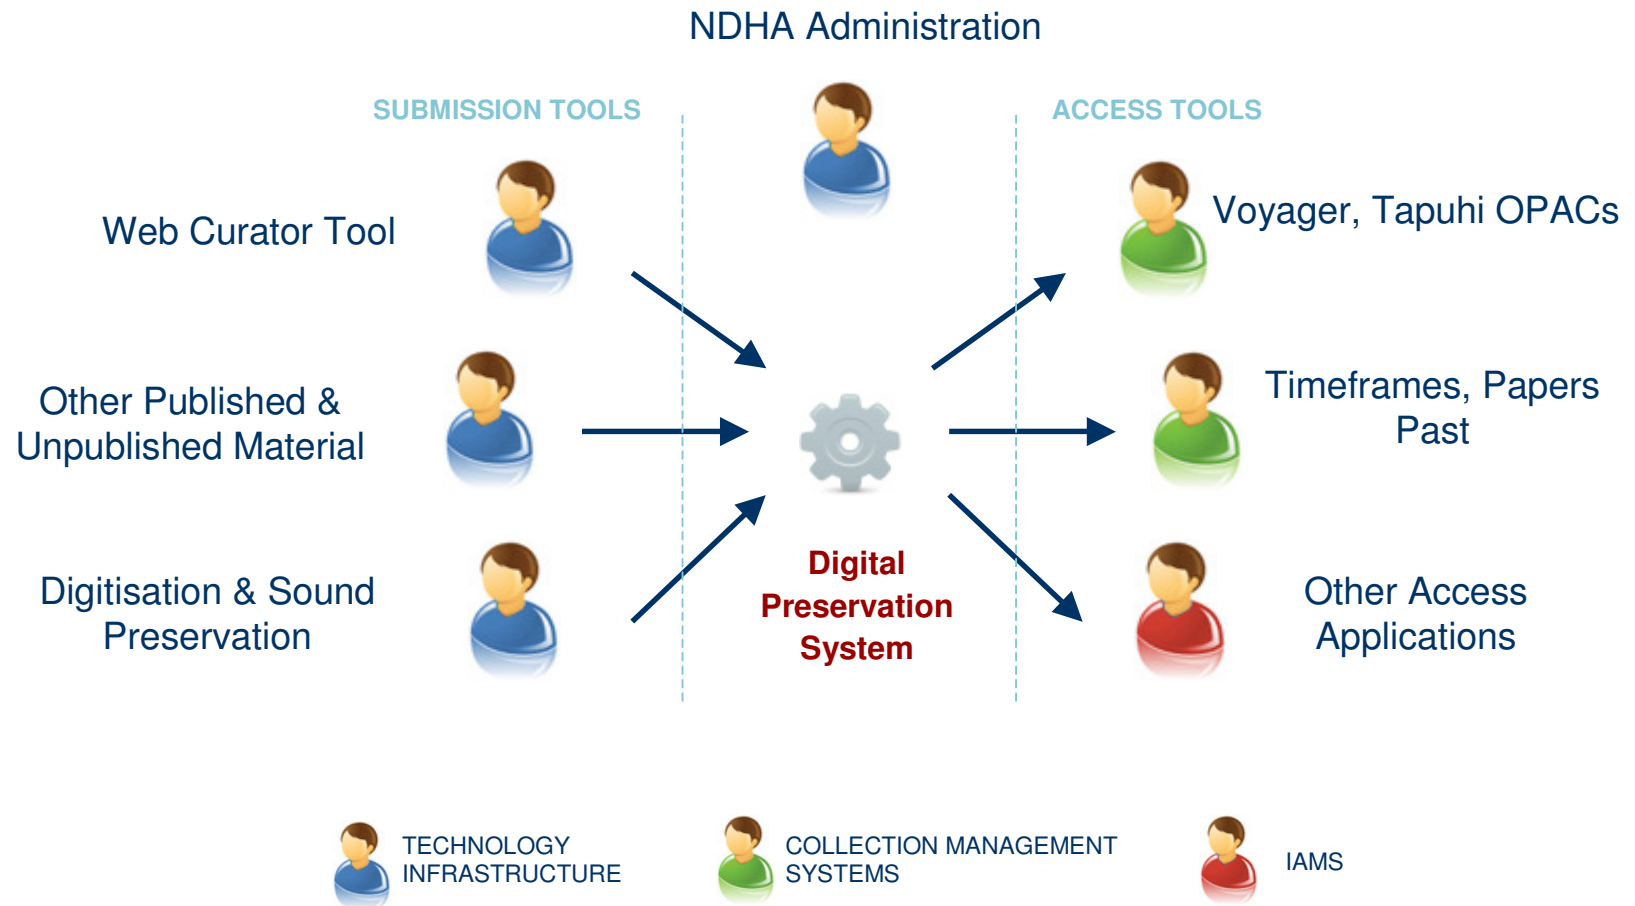 NDHA Administration
SUBMISSION TOOLS
ACCESS TOOLS
Web Curator Tool
Voyager, Tapuhi OPACs
Other Published &
Unpublished Material
Timeframes, Papers
Past
Digital
Preservation
System
Digitisation & Sound
Preservation
Other Access
Applications
TECHNOLOGY
INFRASTRUCTURE
COLLECTION MANAGEMENT
SYSTEMS
IAMS